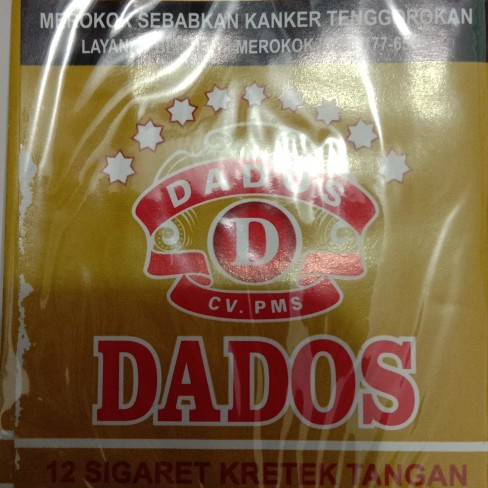 MEROKOK SEBABKAN KANKER TENGGOROKAN
MEROKOK
DADOS
D
CV. PMS
DADOS
12 SIGARET KRETEK TANGAN